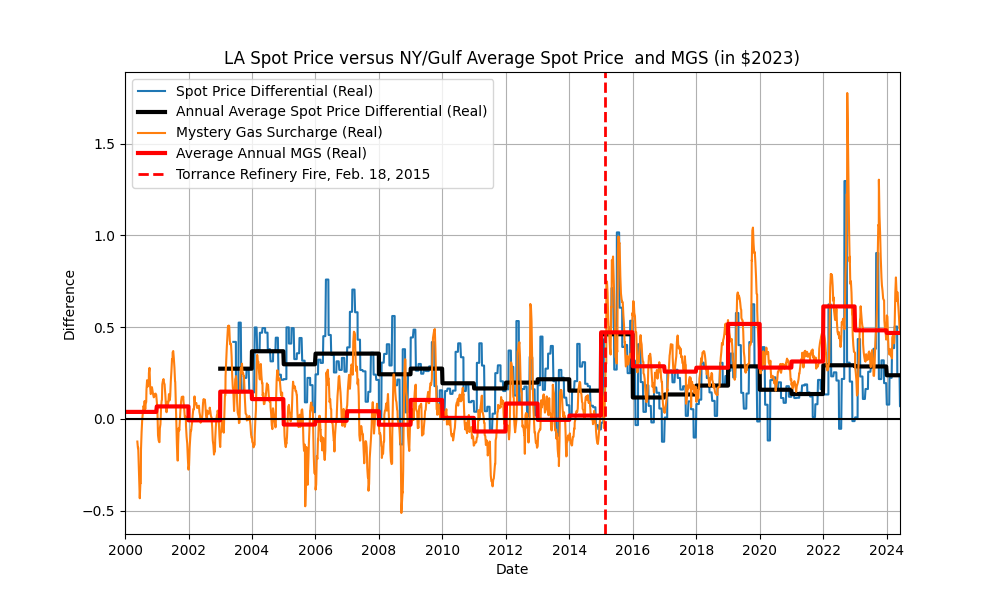 LA Spot Price versus NY/Gulf Average Spot Price  and MGS (in $2023)
Spot Price Differential (Real)
Annual Average Spot Price Differential (Real)
Mystery Gas Surcharge (Real)
Average Annual MGS (Real)
Torrance Refinery Fire, Feb. 18, 2015
1.5
1.0
0.5
0.0
−0.5
Difference
2000 2002 2004 2006 2008 2010 2012 2014 2016 2018 2020 2022 2024
Date